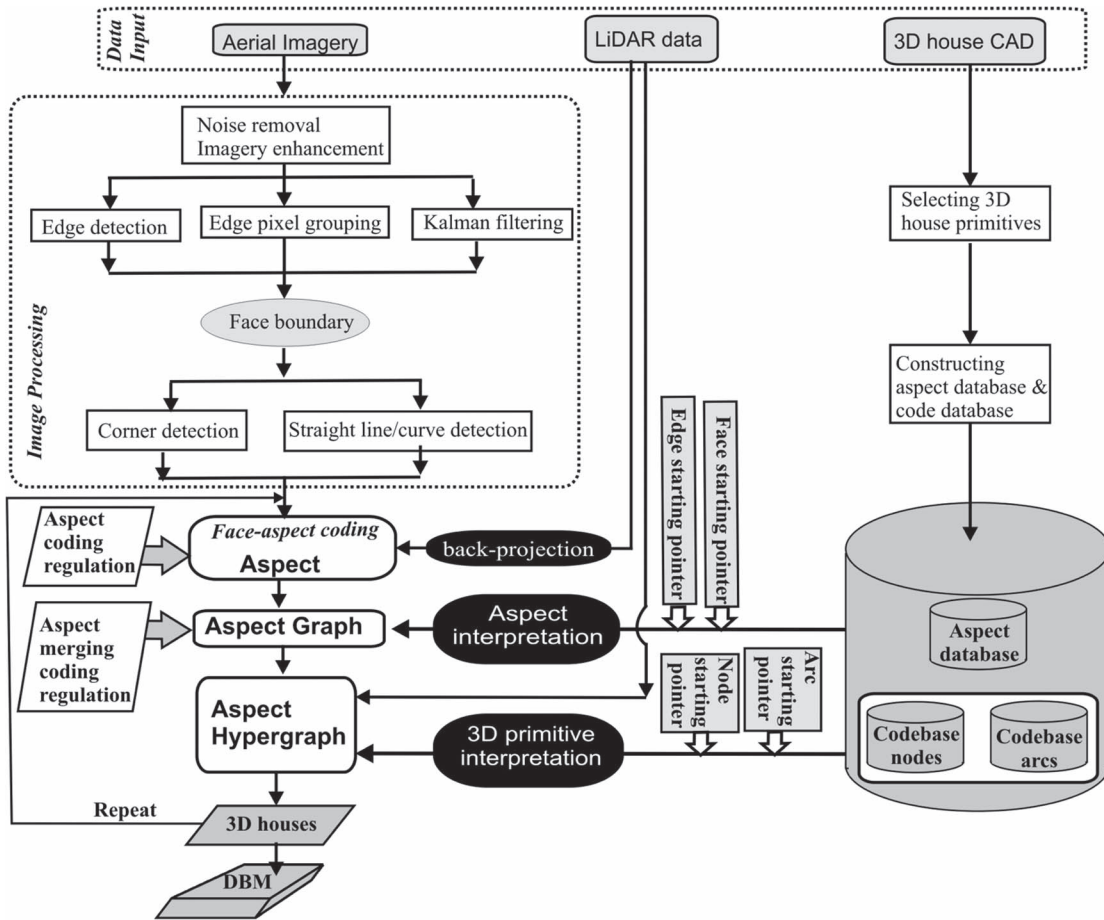 Data
Input
Aerial Imagery
LiDAR data
3D house CAD
Image Processing
Noise removal
Imagery enhancement
Edge detection
Edge pixel grouping
Kalman filtering
Face boundary
Corner detection
Straight line/curve detection
Selecting 3D
house primitives
Constructing
aspect database &
code database
Edge starting pointer
Face starting pointer
Aspect
coding
regulation
Face-aspect coding
Aspect
back-projection
Aspect
merging
coding
regulation
Aspect Graph
Aspect
interpretation
Aspect
database
Node
starting
pointer
Arc
starting
pointer
Aspect
Hypergraph
3D primitive
interpretation
Codebase
nodes
Codebase
arcs
Repeat
3D houses
DBM